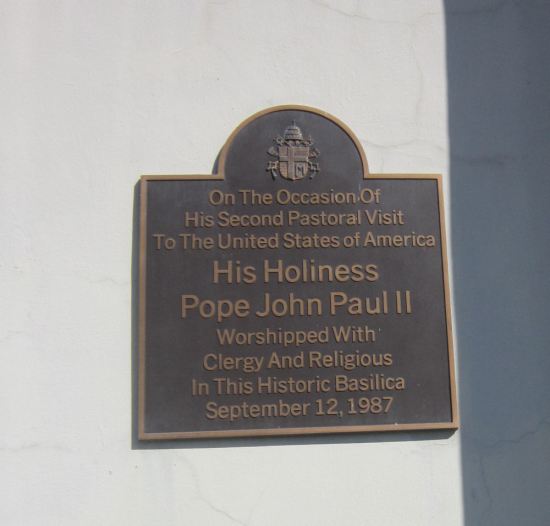 On The Occasion Of
His Second Pastoral Visit
To The United States of America
His Holiness
Pope John Paul II
Worshipped With
Clergy And Religious
In This Historic Basilica
September 12, 1987